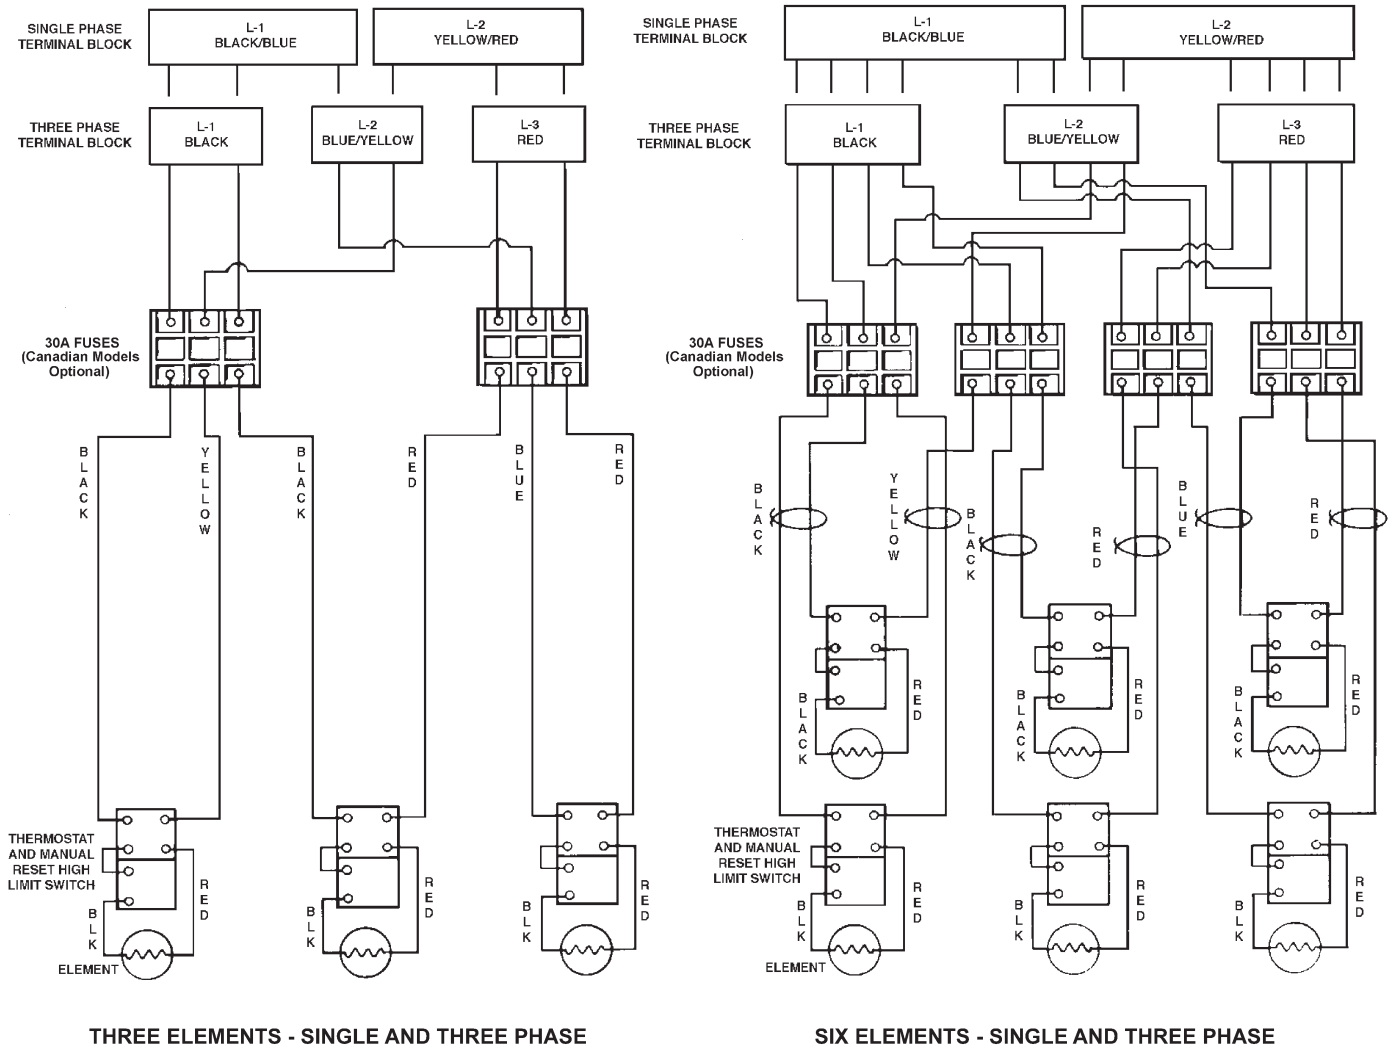 SINGLE PHASE
TERMINAL BLOCK
L-1
BLACK/BLUE
L-2
YELLOW/RED
THREE PHASE
TERMINAL BLOCK
L-1
BLACK
L-2
BLUE/YELLOW
L-3
RED
30A FUSES
(Canadian Models
Optional)
BLACK
YELLOW
BLACK
RED
BLUE
RED
THERMOSTAT
AND MANUAL
RESET HIGH
LIMIT SWITCH
BLK
RED
BLK
RED
BLK
RED
ELEMENT
THREE ELEMENTS - SINGLE AND THREE PHASE
SINGLE PHASE
TERMINAL BLOCK
L-1
BLACK/BLUE
L-2
YELLOW/RED
THREE PHASE
TERMINAL BLOCK
L-1
BLACK
L-2
BLUE/YELLOW
L-3
RED
30A FUSES
(Canadian Models
Optional)
BLACK
YELLOW
BLACK
RED
BLUE
RED
BLACK
RED
BLACK
RED
BLACK
RED
THERMOSTAT
AND MANUAL
RESET HIGH
LIMIT SWITCH
BLK
RED
BLK
RED
BLK
RED
ELEMENT
SIX ELEMENTS - SINGLE AND THREE PHASE